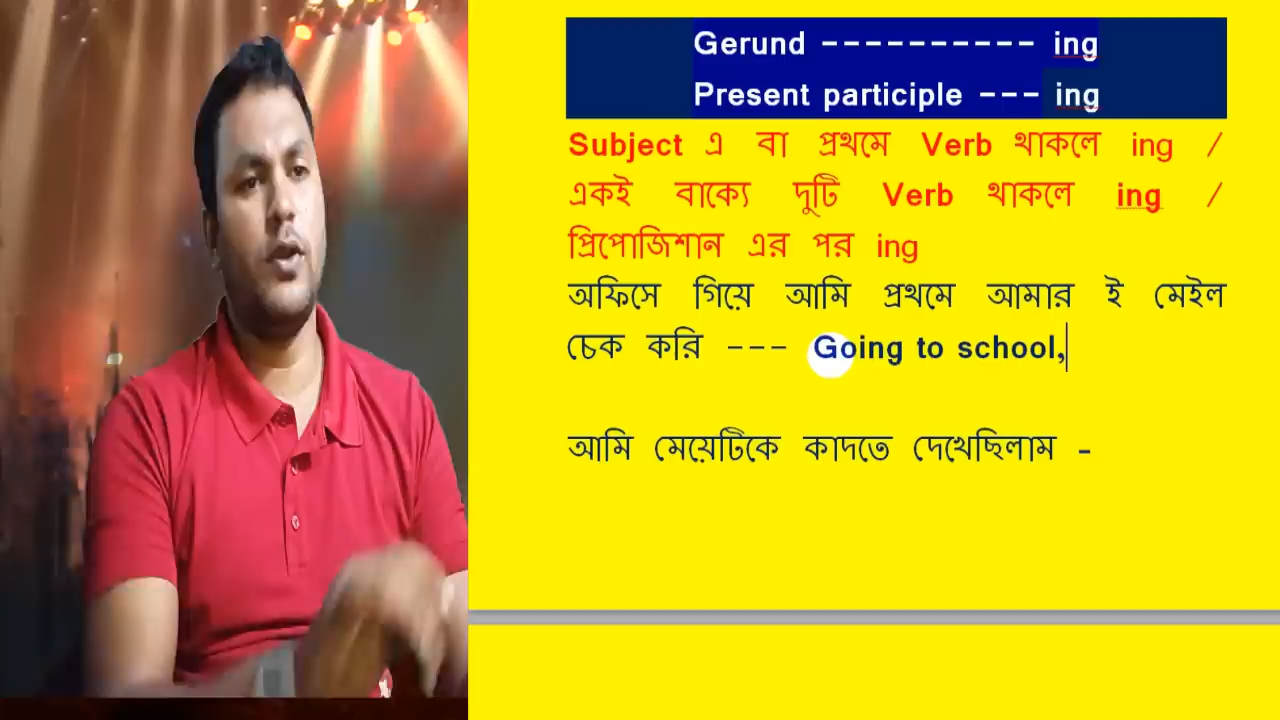 Gerund ---------- ing
Present participle --- ing
Subject এ বা প্রথমে Verb থাকলে ing /
একই বাক্যে দুটি Verb থাকলে ing /
প্রিপোজিশান এর পর ing
অফিসে গিয়ে আমি প্রথমে আমার ই মেইল
চেক করি --- Going to school,
আমি মেয়েটিকে কাদতে দেখেছিলাম -